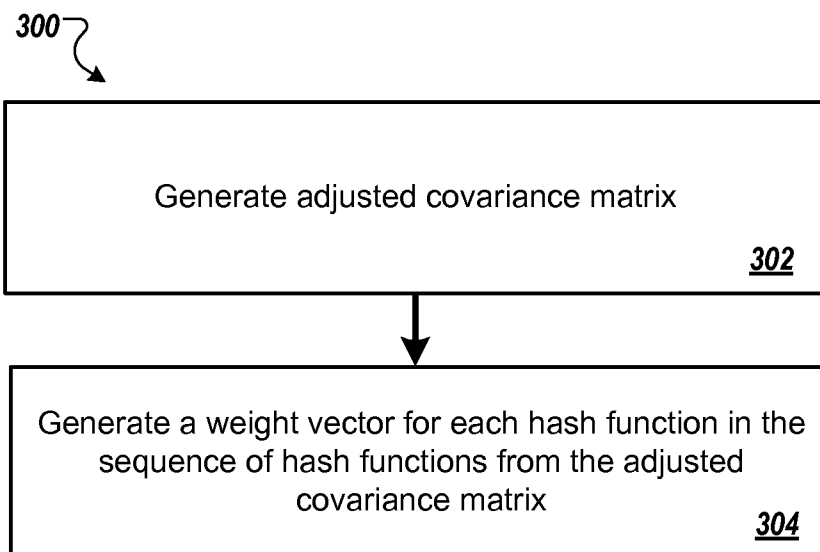 300
Generate adjusted covariance matrix
302
Generate a weight vector for each hash function in the
sequence of hash functions from the adjusted
covariance matrix
304